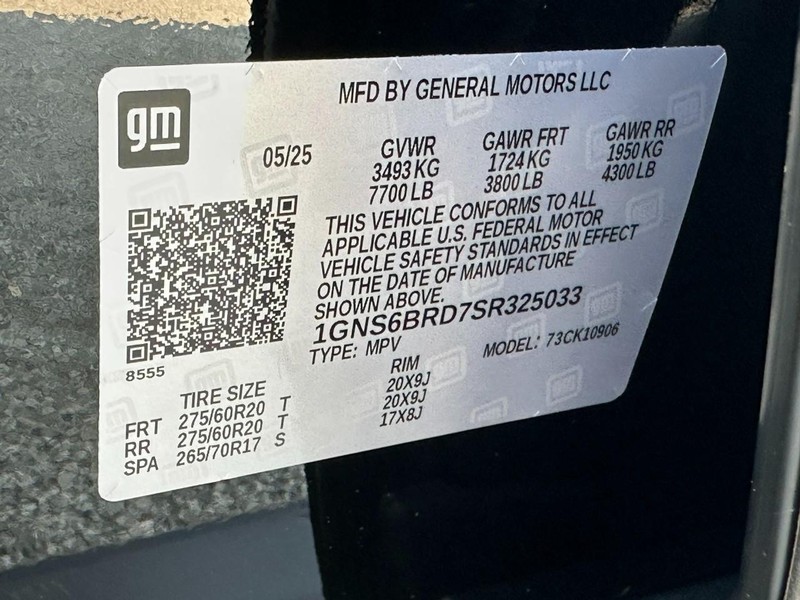 MFD BY GENERAL MOTORS LLC
gm
05/25
GVWR GAWR FRT GAWR RR
3493 KG 1724 KG 1950 KG
7700 LB 3800 LB 4300 LB
THIS VEHICLE CONFORMS TO ALL
APPLICABLE U.S. FEDERAL MOTOR
VEHICLE SAFETY STANDARDS IN EFFECT
ON THE DATE OF MANUFACTURE
SHOWN ABOVE.
1GNS6BRD7SR325033
TYPE: MPV MODEL: 73CK10906
8555
TIRE SIZE RIM
FRT 275/60R20 T 20X9J
RR 275/60R20 T 20X9J
SPA 265/70R17 S 17X8J